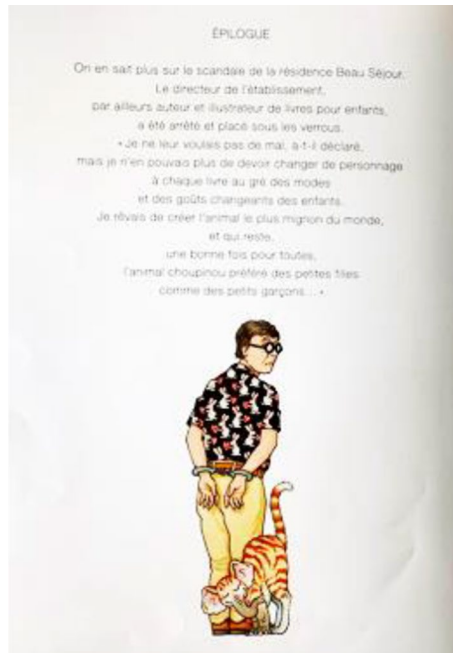 ÉPILOGUE
On en sait plus sur le scandale de la résidence Beau Séjour.
Le directeur de l'établissement,
par ailleurs auteur et illustrateur de livres pour enfants,
a été arrêté et placé sous les verrous.
« Je ne leur voulais pas de mal, a-t-il déclaré,
mais je n'en pouvais plus de devoir changer de personnage
à chaque livre au gré des modes
et des goûts changeants des enfants.
Je rêvais de créer l'animal le plus mignon du monde,
et qui reste,
une bonne fois pour toutes,
l'animal choupinou préféré des petites filles
comme des petits garçons... »